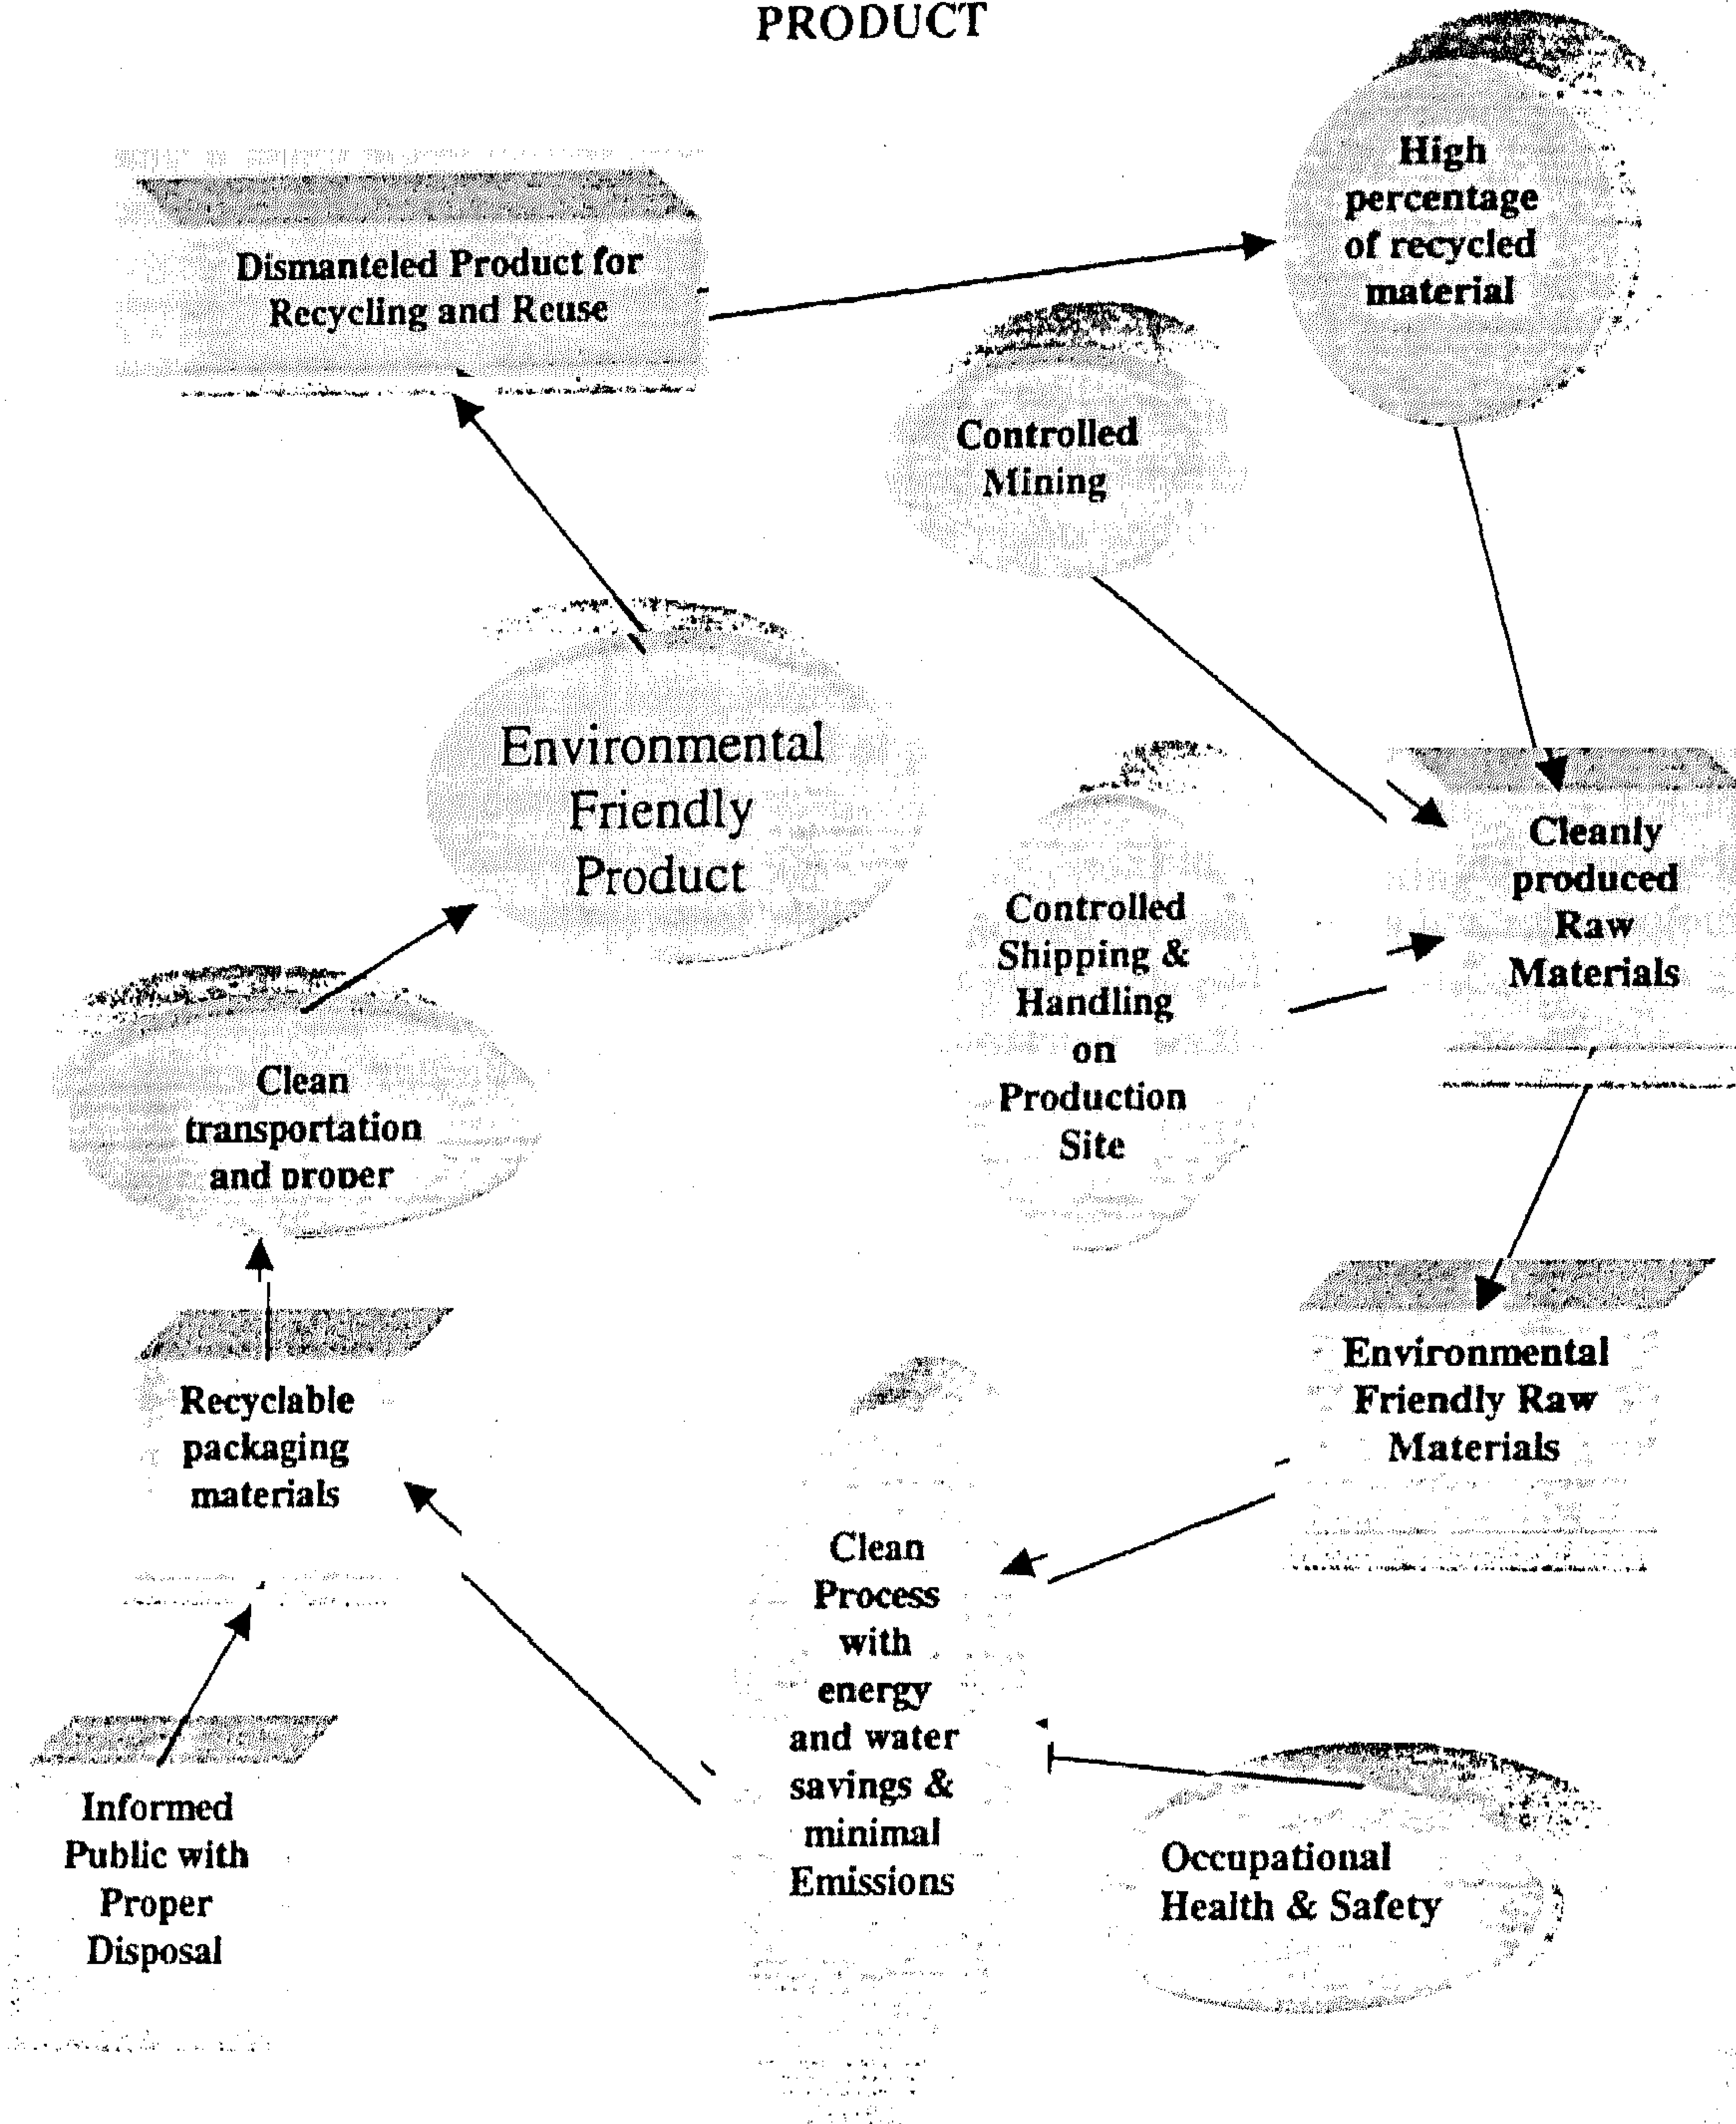 PRODUCT
High
percentage
of recycled
material
Dismanteled Product for
Recycling and Reuse
Controlled
Mining
Environmental
Friendly
Product
Cleanly
produced
Raw
Materials
Controlled
Shipping &
Handling
on
Production
Site
Clean
transportation
and proper
Environmental
Friendly Raw
Materials
Recyclable
packaging
materials
Clean
Process
with
energy
and water
savings &
minimal
Emissions
Informed
Public with
Proper
Disposal
Occupational
Health & Safety